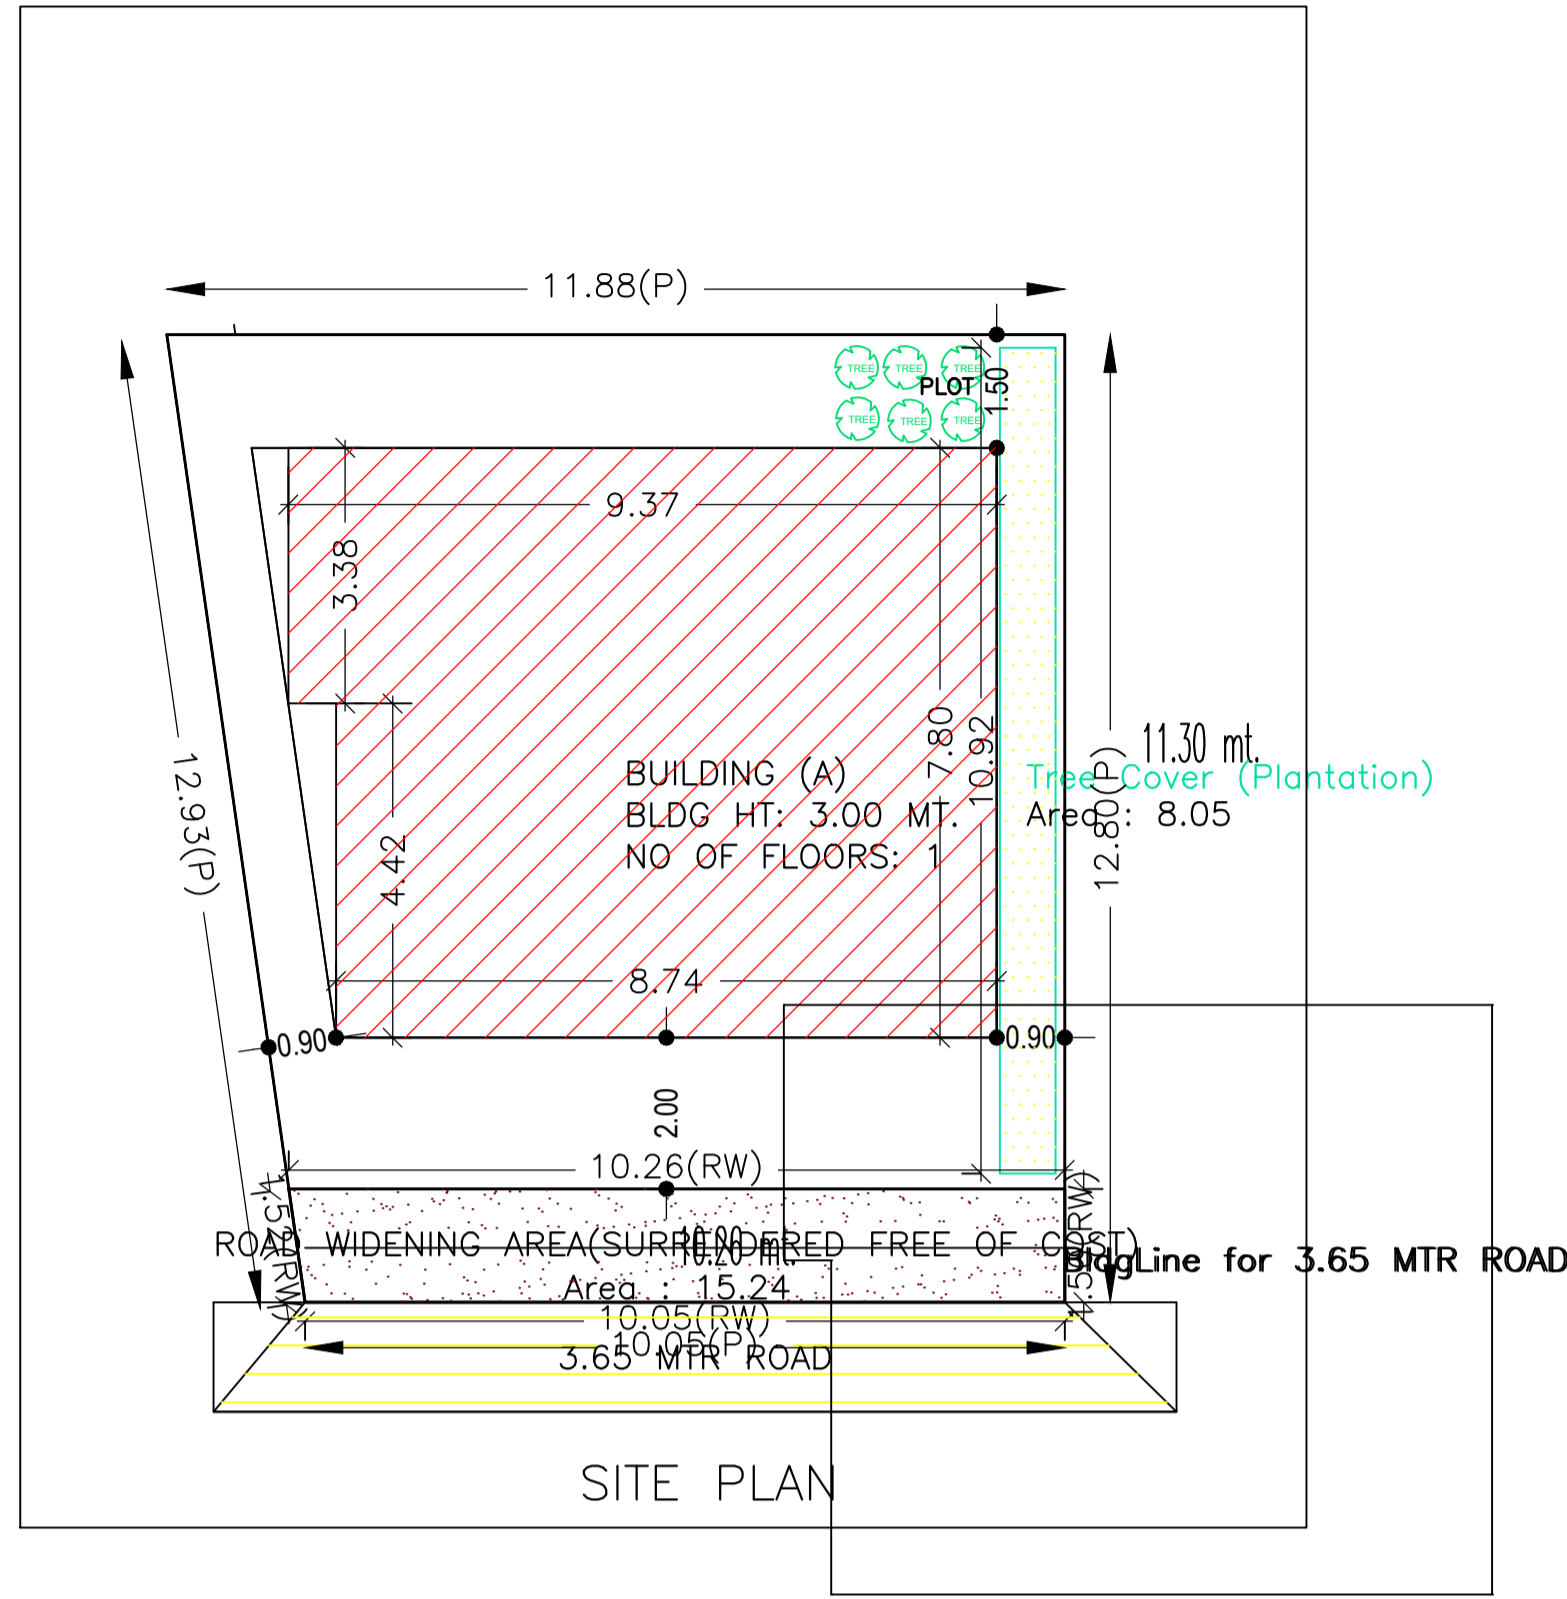 11.88(P)
TREE TREE TREE
PLOT
1.50
TREE TREE TREE
9.37
3.38
12.93(P)
7.80
10.92
11.30 mt.
12.80(P)
Tree Cover (Plantation)
Area : 8.05
BUILDING (A)
BLDG HT: 3.00 MT.
NO OF FLOORS: 1
4.42
8.74
0.90
0.90
2.00
10.26(RW)
1.52(RW)
ROAD WIDENING AREA(SURRENDERED FREE OF COST)
10.20 mt.
BldgLine for 3.65 MTR ROAD
Area : 15.24
10.05(RW)
10.05(P)
3.65 MTR ROAD
SITE PLAN